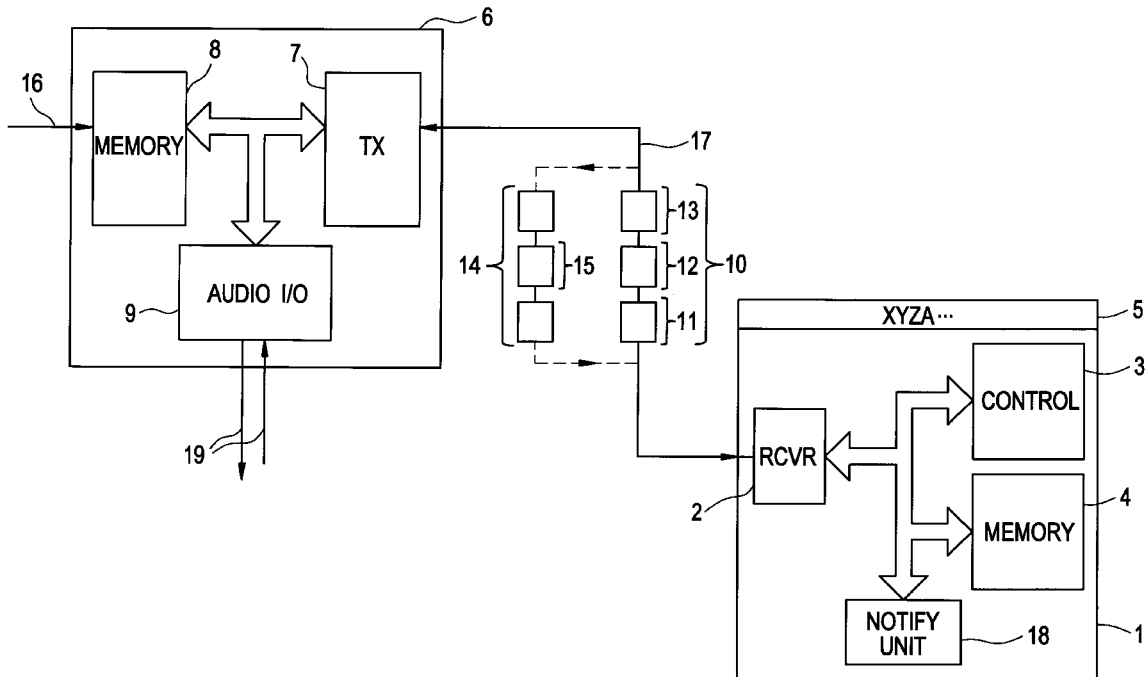 6
8
7
16
MEMORY
TX
17
13
14
15
12
10
9
AUDIO I/O
11
XYZA···
5
3
CONTROL
19
RCVR
2
4
MEMORY
NOTIFY
UNIT
18
1